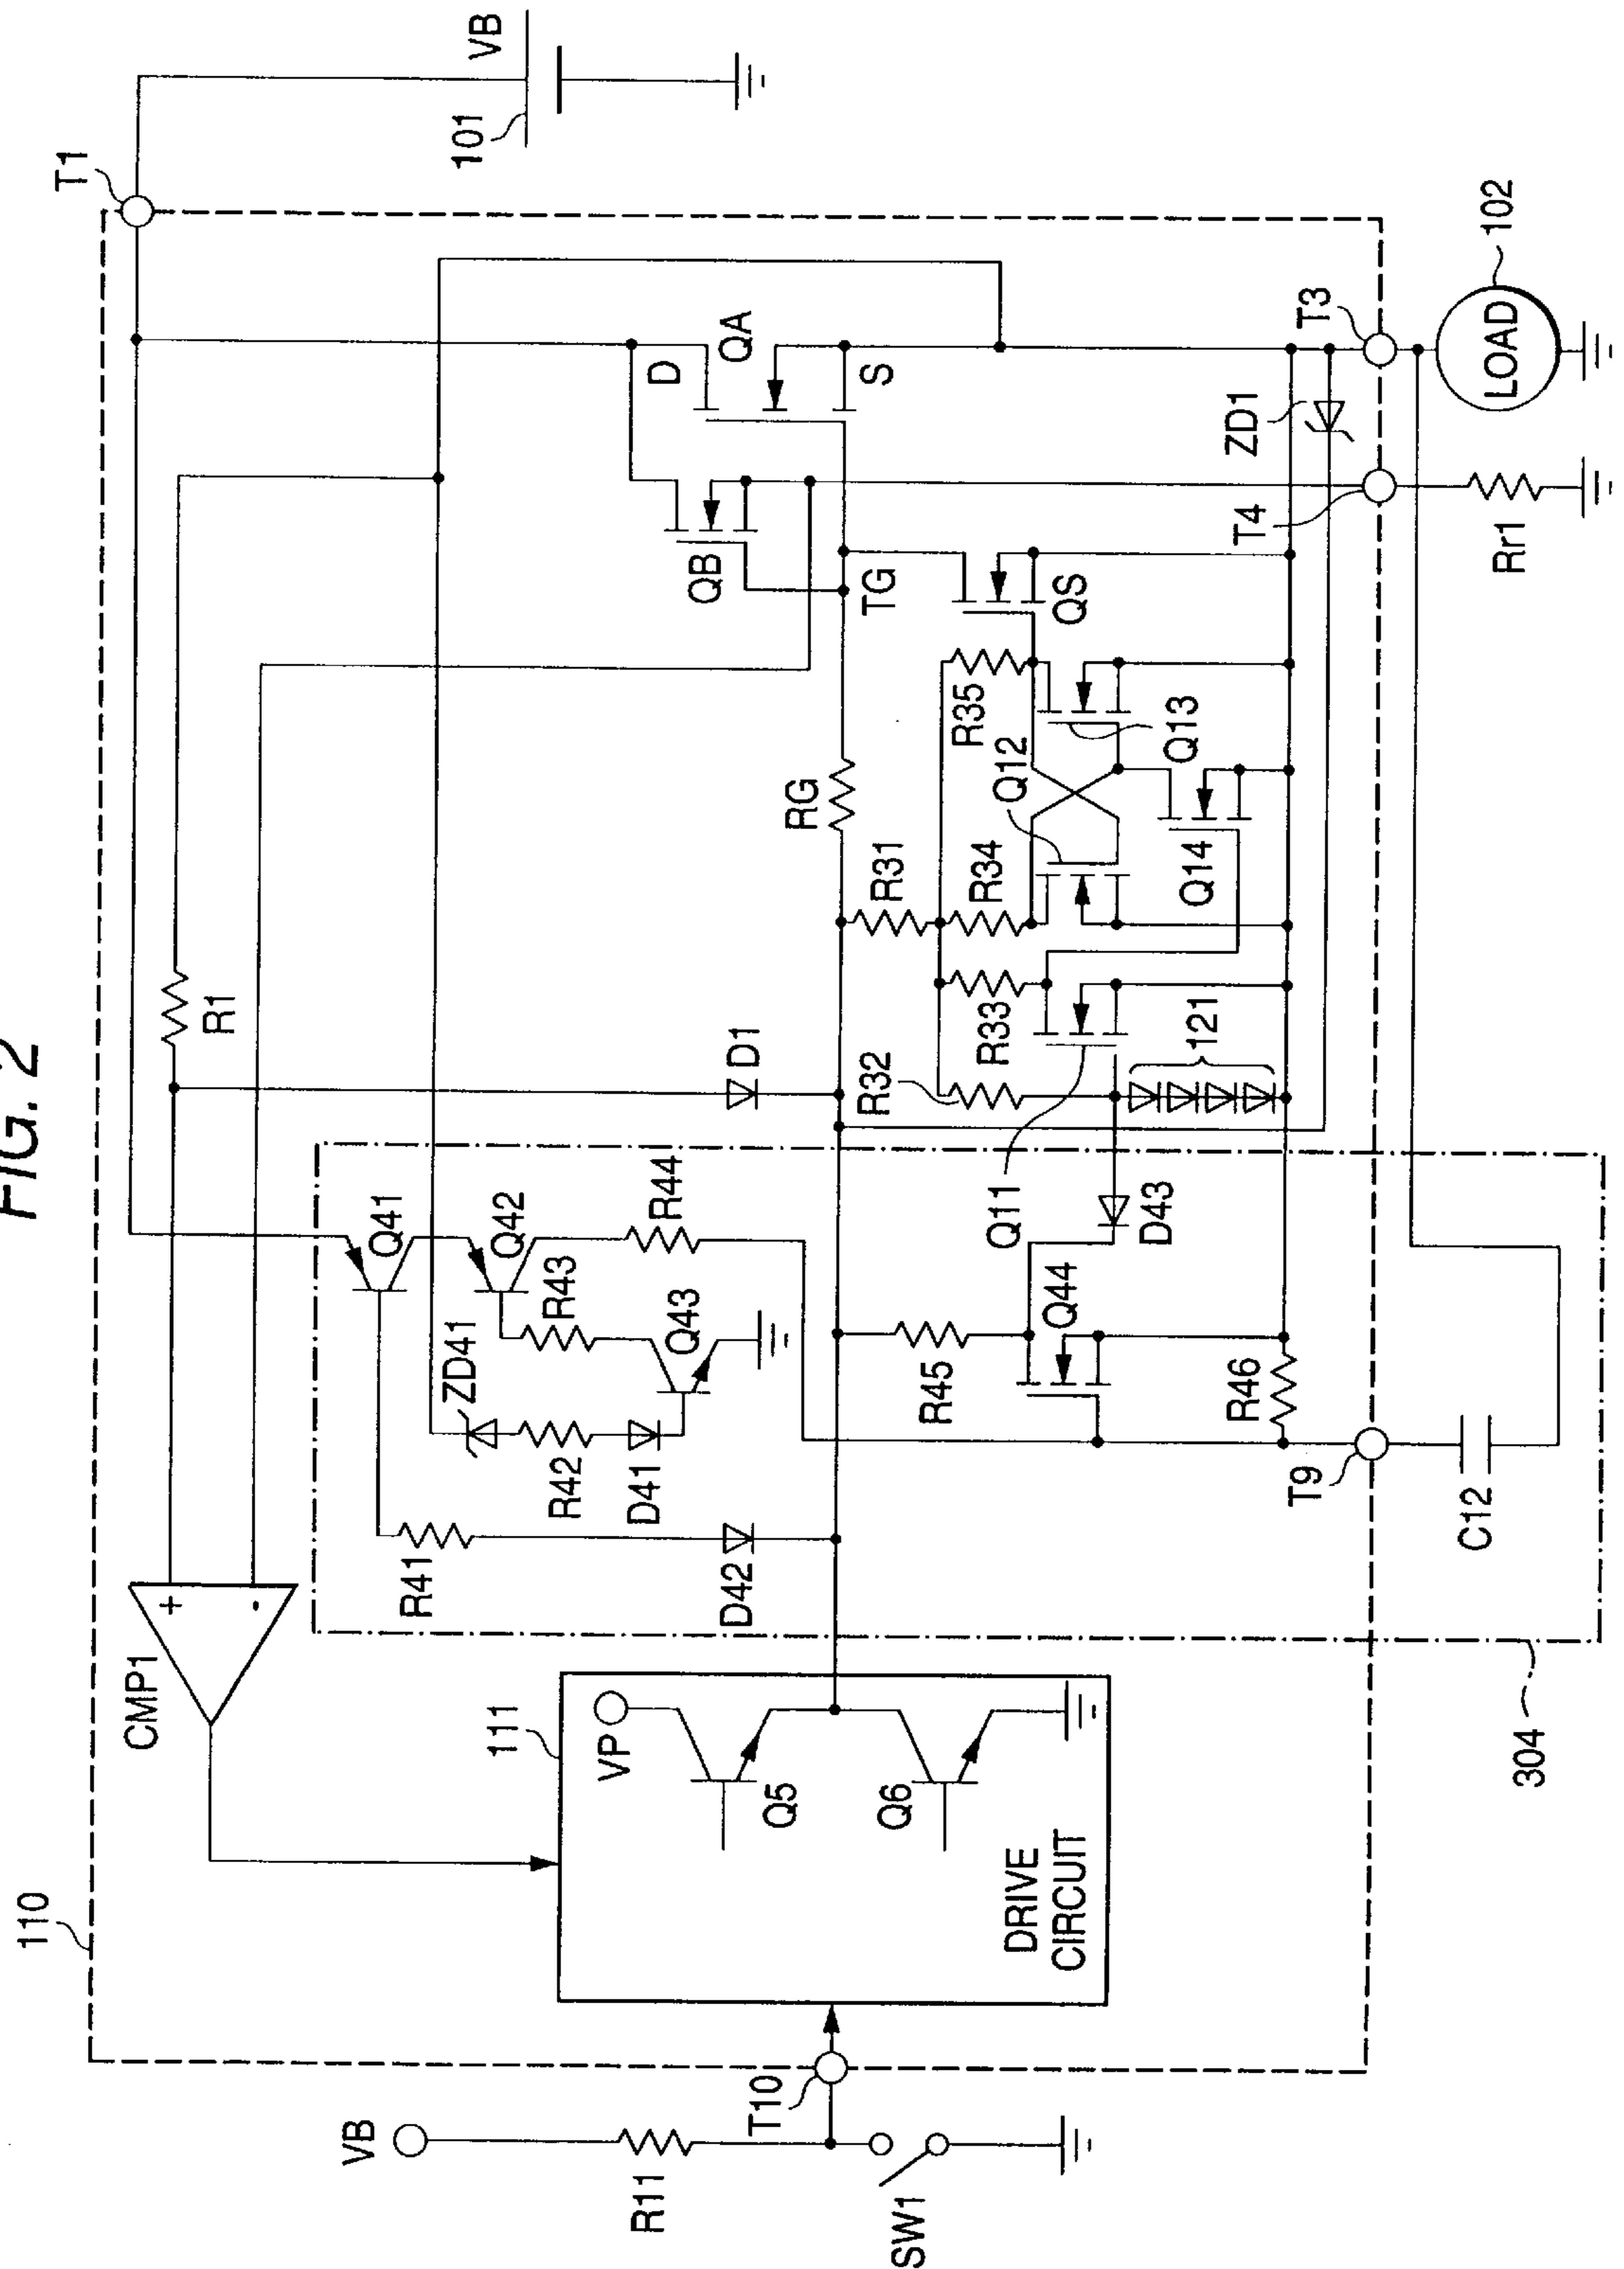 FIG. 2
110
T1
VB
101
CMP1
+
-
R1
D1
R41
D42
ZD41
R42
D41
Q41
Q42
R43
Q43
R44
D
QA
S
QB
TG
RG
111
VP
Q5
Q6
DRIVE
CIRCUIT
VB
R11
T10
SW1
R45
Q44
R46
D43
Q11
R32
R33
R31
R34
Q12
R35
Q13
Q14
QS
121
ZD1
T3
T4
Rr1
LOAD
102
T9
C12
304